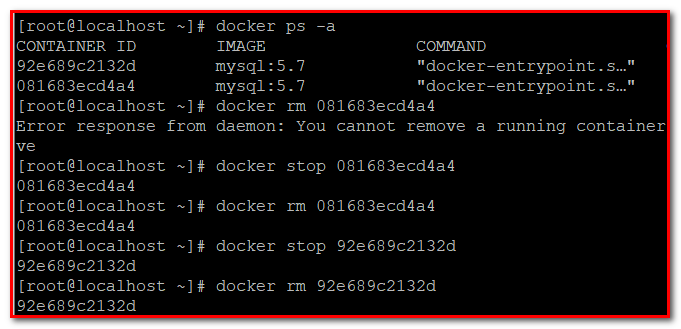 [root@localhost ~]# docker ps -a
CONTAINER ID IMAGE COMMAND
92e689c2132d mysql:5.7 "docker-entrypoint.s…"
081683ecd4a4 mysql:5.7 "docker-entrypoint.s…"
[root@localhost ~]# docker rm 081683ecd4a4
Error response from daemon: You cannot remove a running container
ve
[root@localhost ~]# docker stop 081683ecd4a4
081683ecd4a4
[root@localhost ~]# docker rm 081683ecd4a4
081683ecd4a4
[root@localhost ~]# docker stop 92e689c2132d
92e689c2132d
[root@localhost ~]# docker rm 92e689c2132d
92e689c2132d